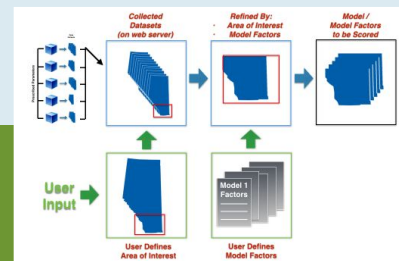 Collected
Datasets
(on web server)
Refined By:
· Area of Interest
· Model Factors
Model /
Model Factors
to be Scored
User
Input
Model 1
Factors
User Defines
Area of Interest
User Defines
Model Factors